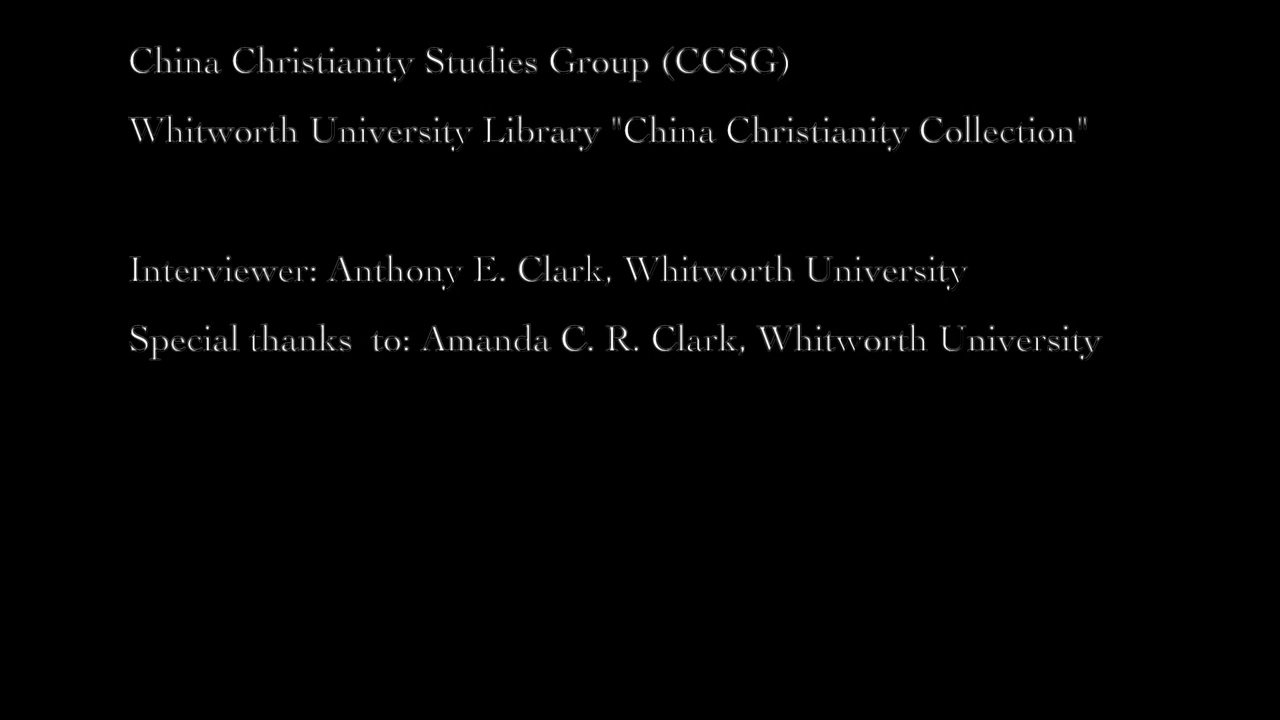 China Christianity Studies Group (CCSG)
Whitworth University Library "China Christianity Collection"
Interviewer: Anthony E. Clark, Whitworth University
Special thanks  to: Amanda C. R. Clark, Whitworth University